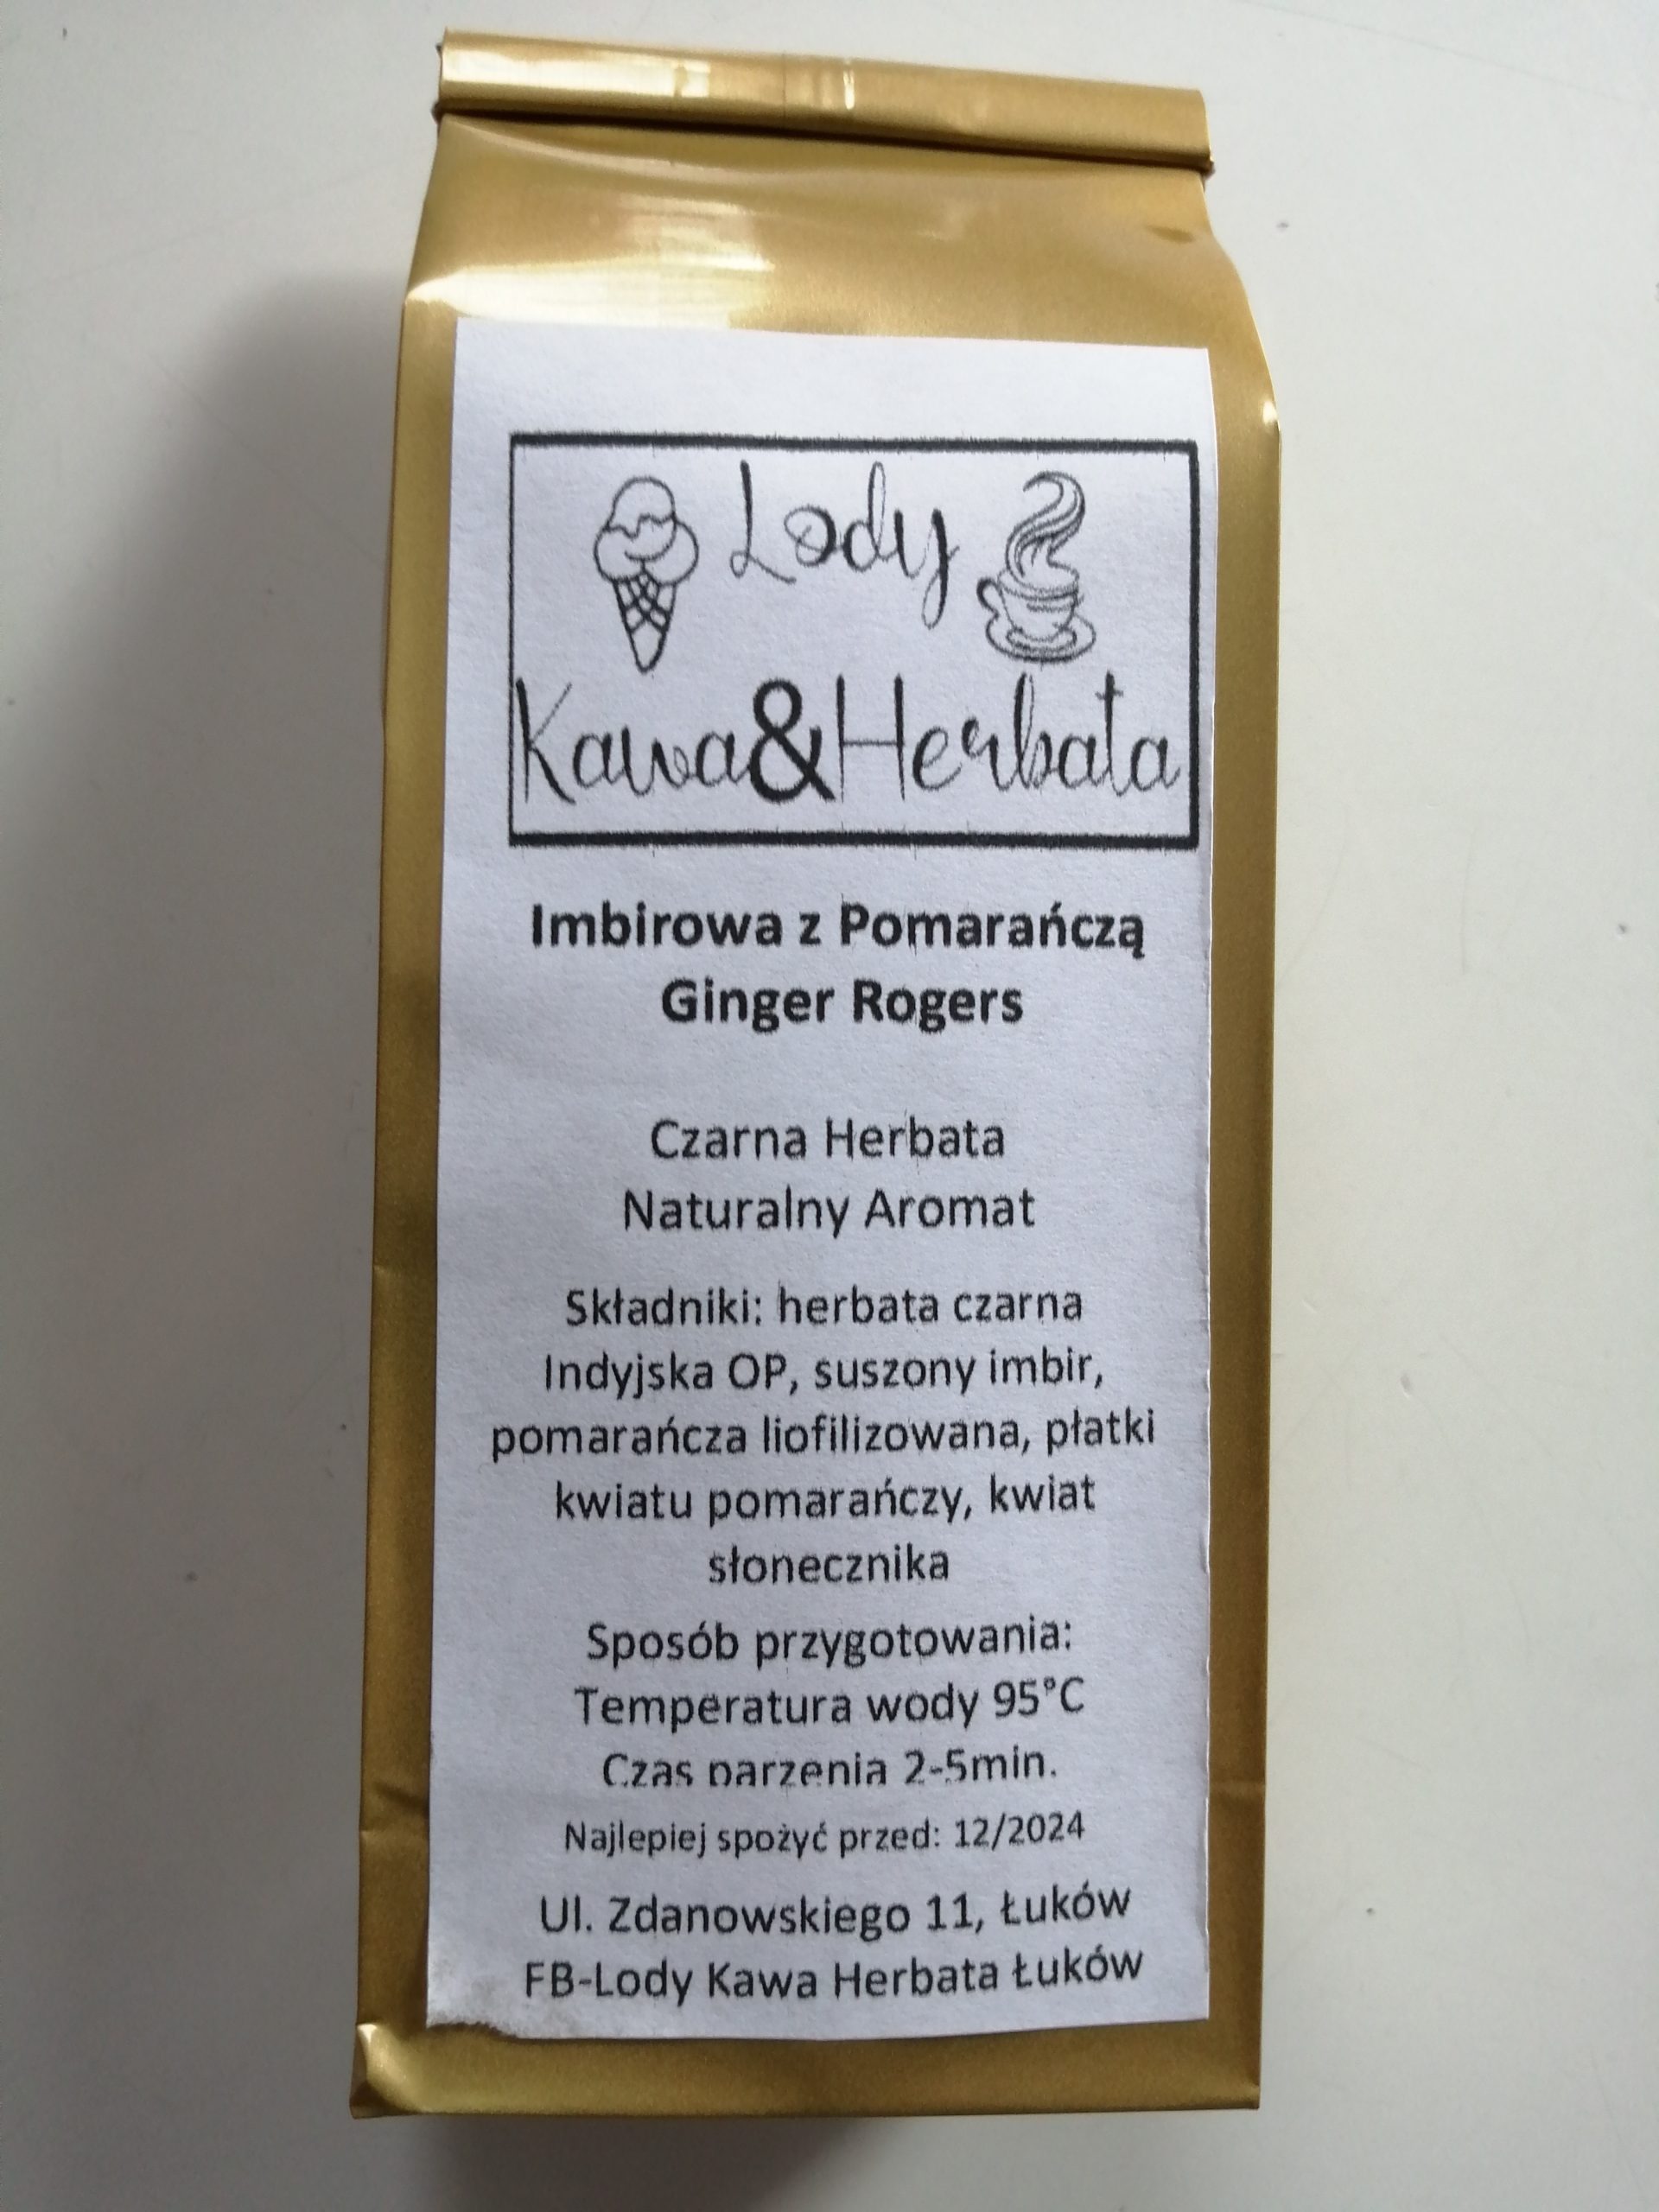 Lody
Kawa&Herbata
Imbirowa z Pomarańczą
Ginger Rogers
Czarna Herbata
Naturalny Aromat
Składniki: herbata czarna
Indyjska OP, suszony imbir,
pomarańcza liofilizowana, płatki
kwiatu pomarańczy, kwiat
słonecznika
Sposób przygotowania:
Temperatura wody 95°C
Czas parzenia 2-5min.
Najlepiej spożyć przed: 12/2024
Ul. Zdanowskiego 11, Łuków
FB-Lody Kawa Herbata Łuków